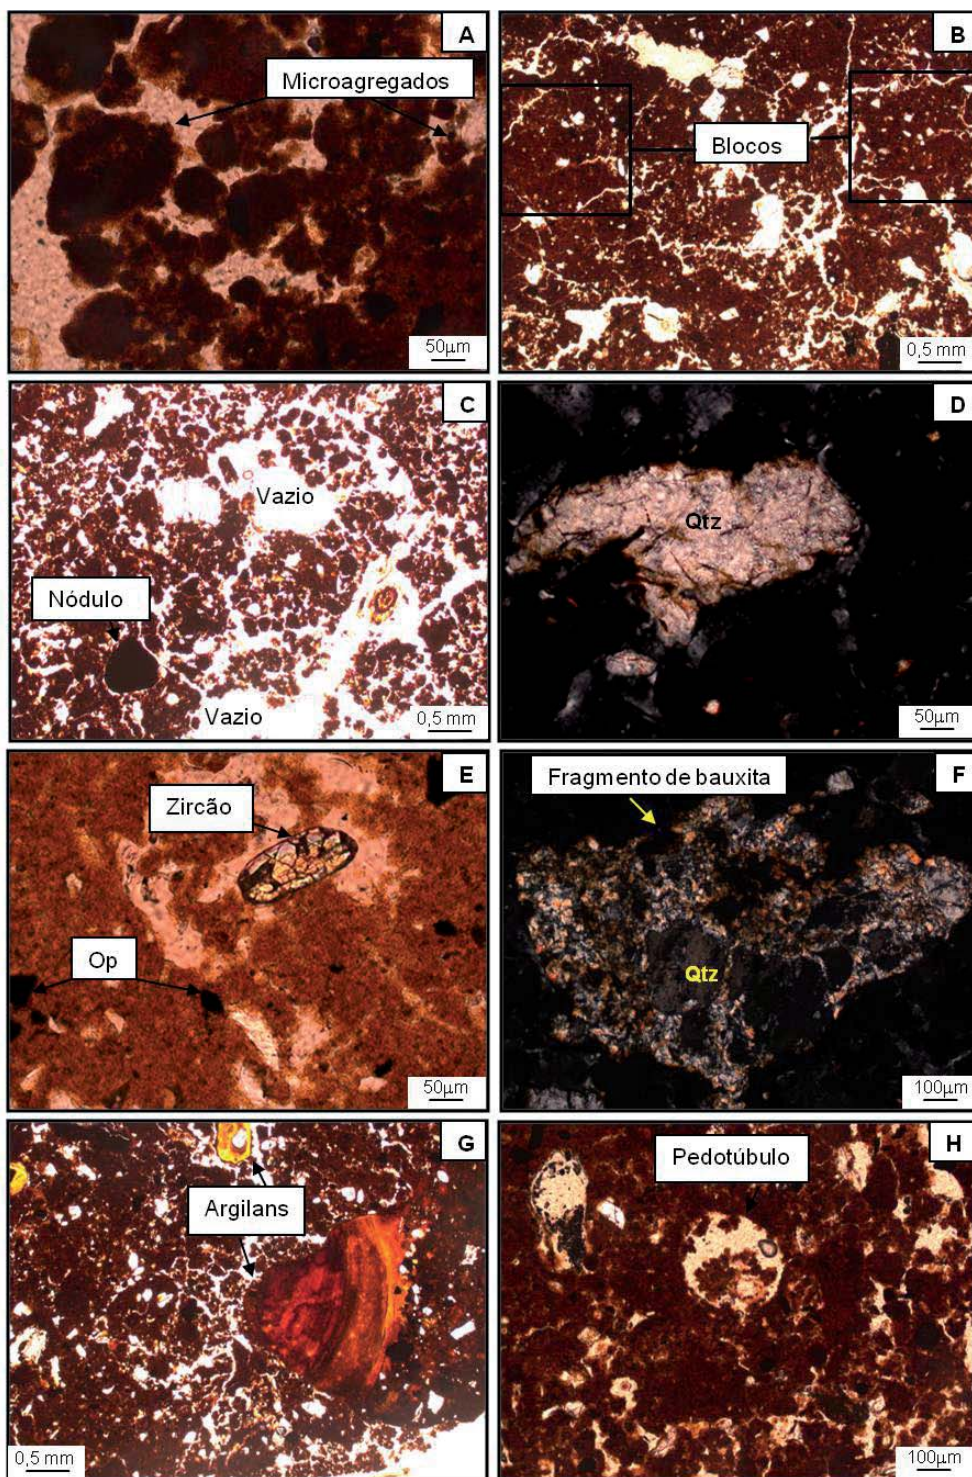 A
Microagregados
50µm
B
Blocos
0,5 mm
C
Vazio
Nódulo
Vazio
0,5 mm
D
Qtz
50µm
E
Zircão
Op
50µm
F
Fragmento de bauxita
Qtz
100µm
G
Argilans
0,5 mm
H
Pedotúbulo
100µm